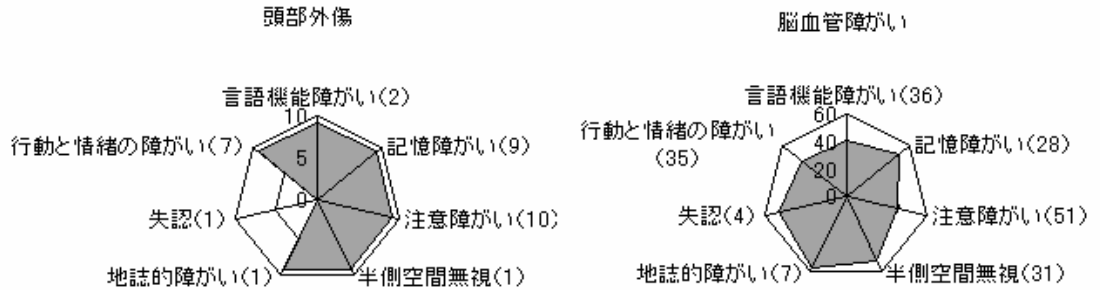 頭部外傷
言語機能障がい(2)
10
行動と情緒の障がい(7)
記憶障がい(9)
5
0
失認(1)
注意障がい(10)
地誌的障がい(1)
半側空間無視(1)
脳血管障がい
言語機能障がい(36)
60
行動と情緒の障がい
(35)
40
記憶障がい(28)
20
0
失認(4)
注意障がい(51)
地誌的障がい(7)
半側空間無視(31)